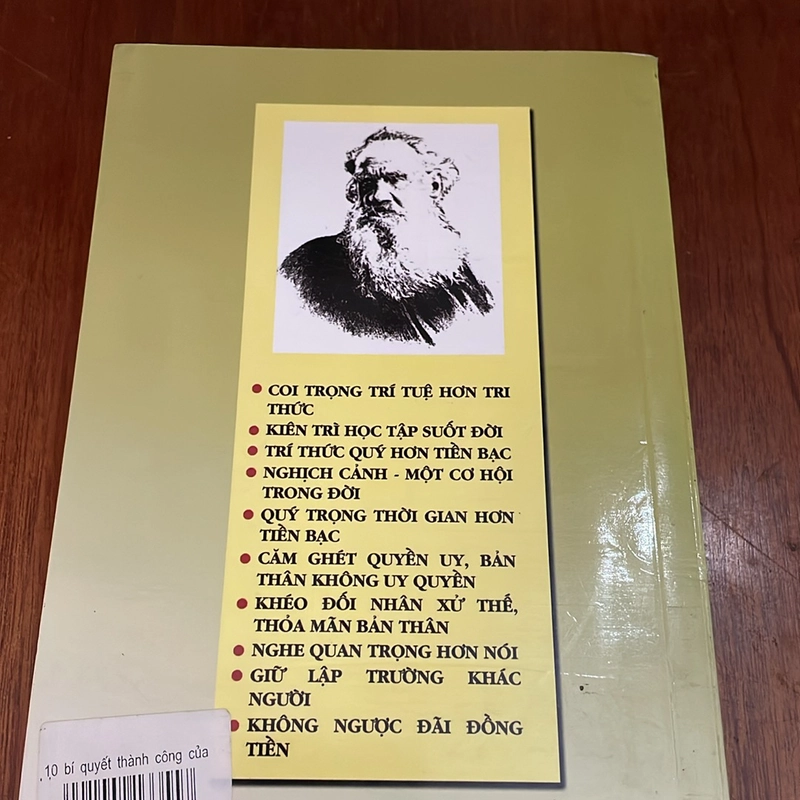 COI TRỌNG TRÍ TUỆ HƠN TRI
THỨC
KIÊN TRÌ HỌC TẬP SUỐT ĐỜI
TRÍ THỨC QUÝ HƠN TIỀN BẠC
NGHỊCH CẢNH - MỘT CƠ HỘI
TRONG ĐỜI
QUÝ TRỌNG THỜI GIAN HƠN
TIỀN BẠC
CĂM GHÉT QUYỀN UY, BẢN
THÂN KHÔNG UY QUYỀN
KHÉO ĐỐI NHÂN XỬ THẾ,
THỎA MÃN BẢN THÂN
NGHE QUAN TRỌNG HƠN NÓI
GIỮ LẬP TRƯỜNG KHÁC
NGƯỜI
KHÔNG NGƯỢC ĐÃI ĐỒNG
TIỀN
10 bí quyết thành công của